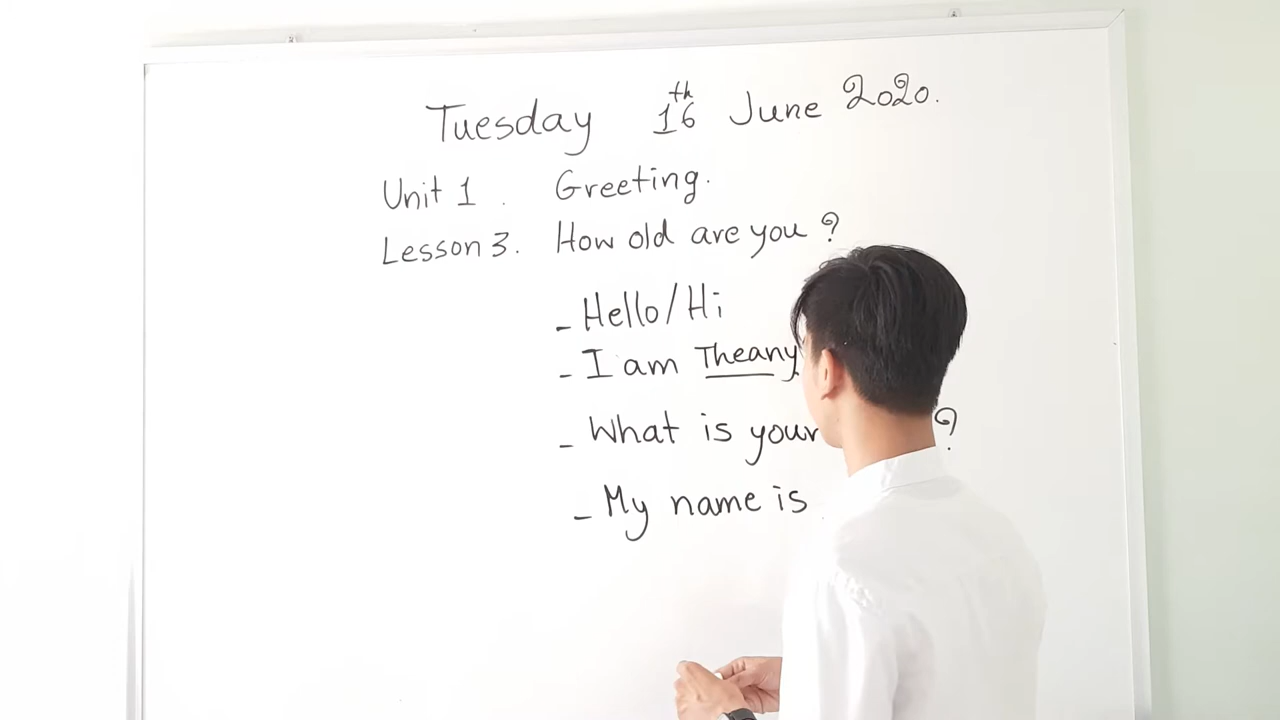 Tuesday 16th June 2020.
Unit 1. Greeting.
Lesson 3. How old are you?
- Hello/Hi
- I am Theany
- What is your ?
- My name is